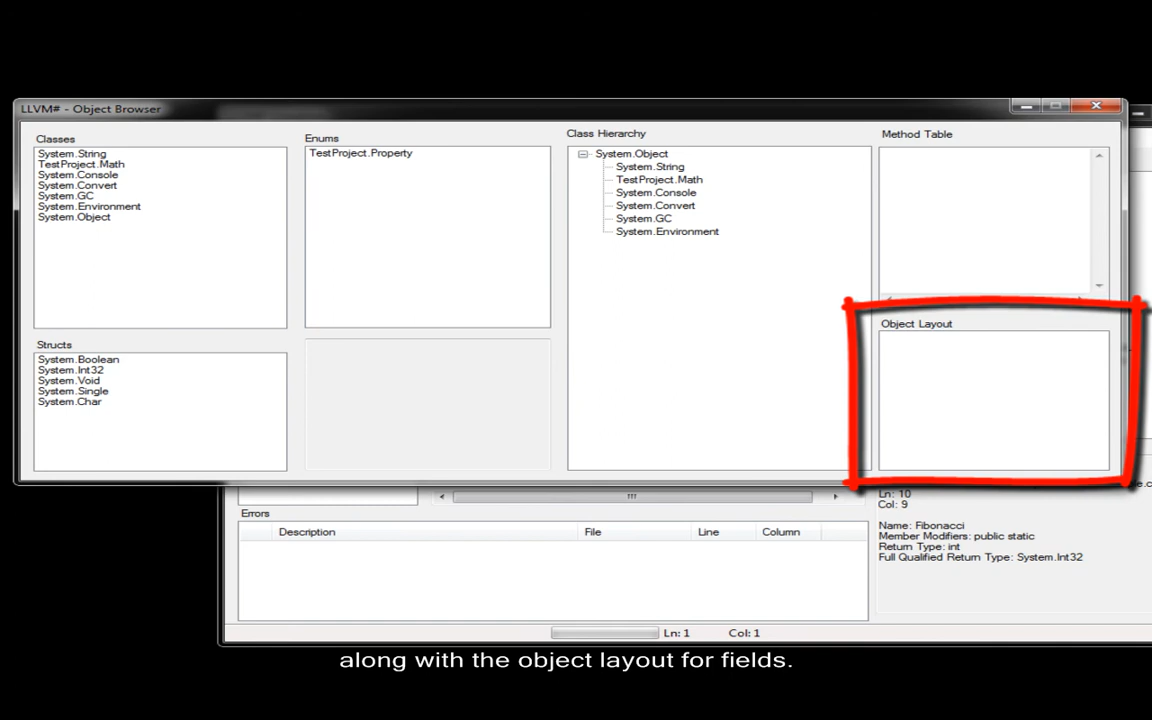 LLVM# - Object Browser
Classes
System.String
TestProject.Math
System.Console
System.Convert
System.GC
System.Environment
System.Object
Enums
TestProject.Property
Class Hierarchy
System.Object
System.String
TestProject.Math
System.Console
System.Convert
System.GC
System.Environment
Method Table
Object Layout
Structs
System.Boolean
System.Int32
System.Void
System.Single
System.Char
Errors
Description File Line Column
Ln: 10
Col: 9
Name: Fibonacci
Member Modifiers: public static
Return Type: int
Full Qualified Return Type: System.Int32
Ln: 1 Col: 1
along with the object layout for fields.